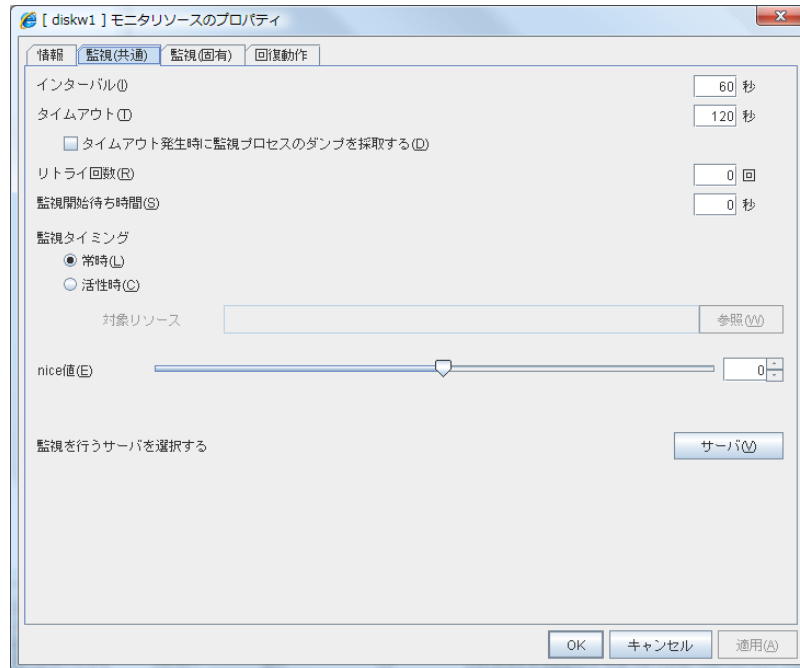 [ diskw1 ] モニタリソースのプロパティ
情報 監視(共通) 監視(固有) 回復動作
インターバル(I) 60 秒
タイムアウト(T) 120 秒
タイムアウト発生時に監視プロセスのダンプを採取する(D)
リトライ回数(R) 0 回
監視開始待ち時間(S) 0 秒
監視タイミング
常時(L)
活性時(C)
対象リソース 参照(W)
nice値(E) 0
監視を行うサーバを選択する サーバ(V)
OK キャンセル 適用(A)